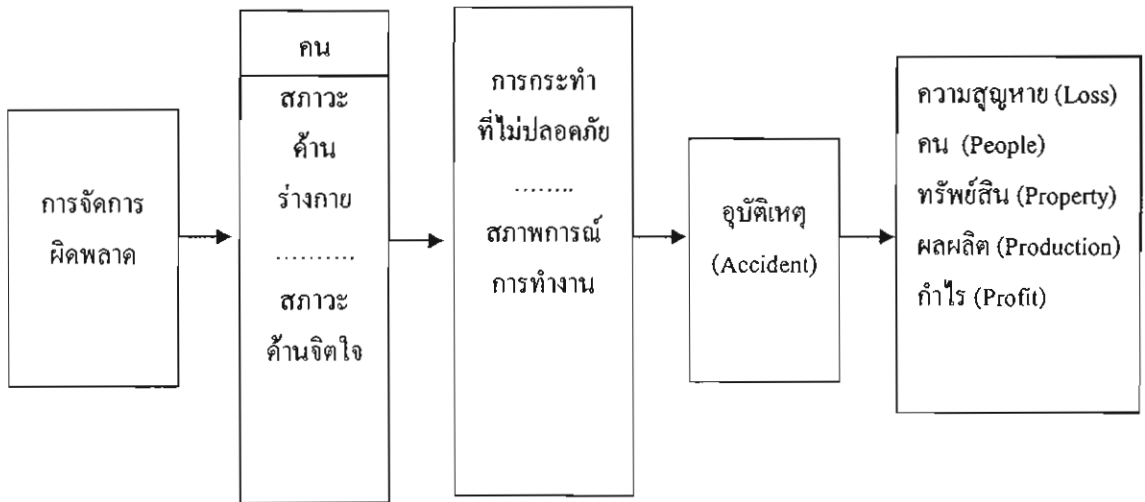 การจัดการ
ผิดพลาด
คน
สภาวะ
ด้าน
ร่างกาย
..........
สภาวะ
ด้านจิตใจ
การกระทำ
ที่ไม่ปลอดภัย
........
สภาพการณ์
การทำงาน
อุบัติเหตุ
(Accident)
ความสูญหาย (Loss)
คน (People)
ทรัพย์สิน (Property)
ผลผลิต (Production)
กำไร (Profit)